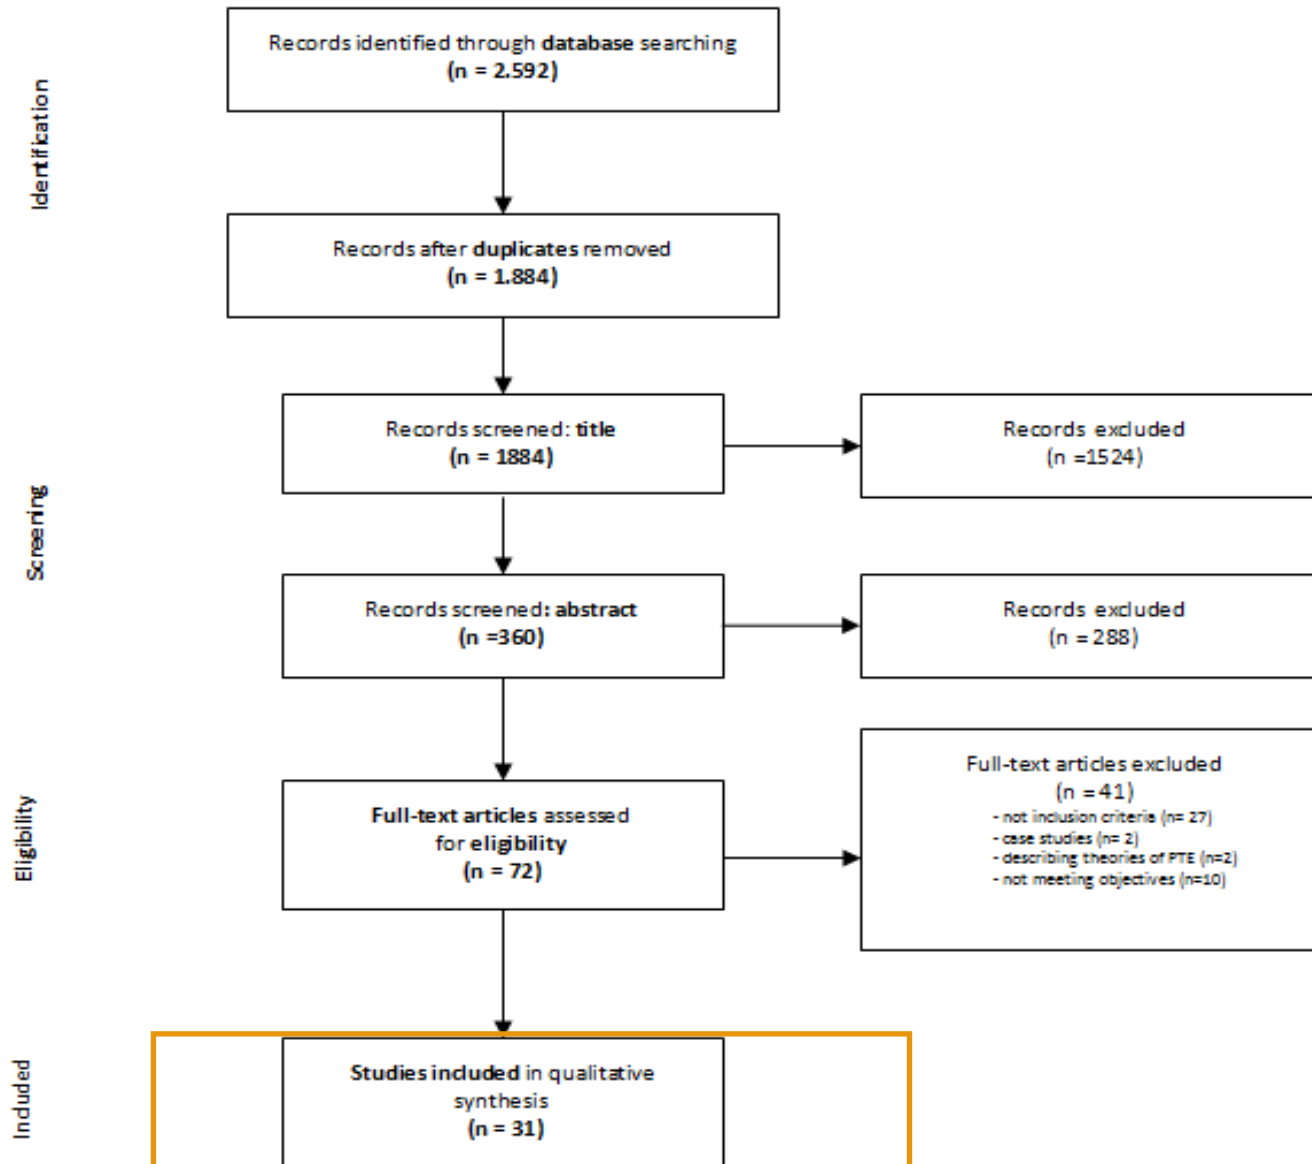 Identification
Records identified through database searching
(n = 2.592)
Records after duplicates removed
(n = 1.884)
Screening
Records screened: title
(n = 1884)
Records excluded
(n =1524)
Records screened: abstract
(n =360)
Records excluded
(n = 288)
Eligibility
Full-text articles assessed
for eligibility
(n = 72)
Full-text articles excluded
(n = 41)
- not inclusion criteria (n= 27)
- case studies (n= 2)
- describing theories of PTE (n=2)
- not meeting objectives (n=10)
Included
Studies included in qualitative
synthesis
(n = 31)